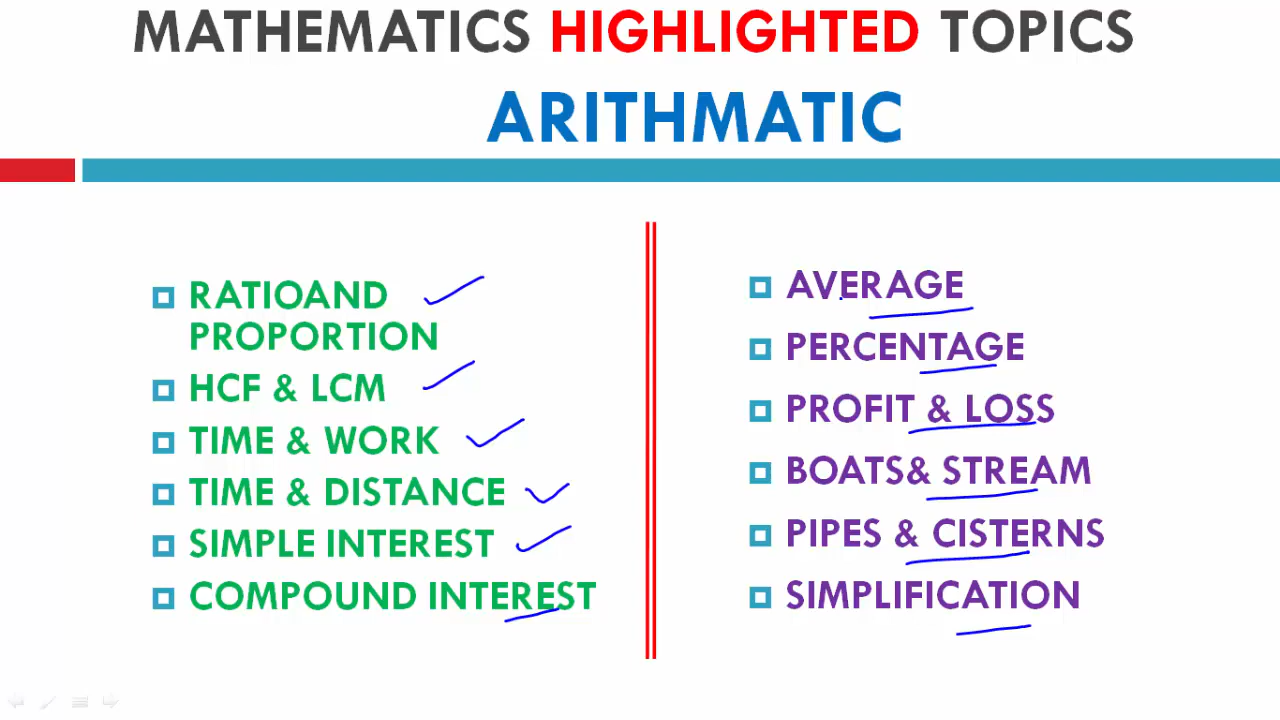 MATHEMATICS HIGHLIGHTED TOPICS
ARITHMATIC
RATIOAND
PROPORTION
HCF & LCM
TIME & WORK
TIME & DISTANCE
SIMPLE INTEREST
COMPOUND INTEREST
AVERAGE
PERCENTAGE
PROFIT & LOSS
BOATS& STREAM
PIPES & CISTERNS
SIMPLIFICATION